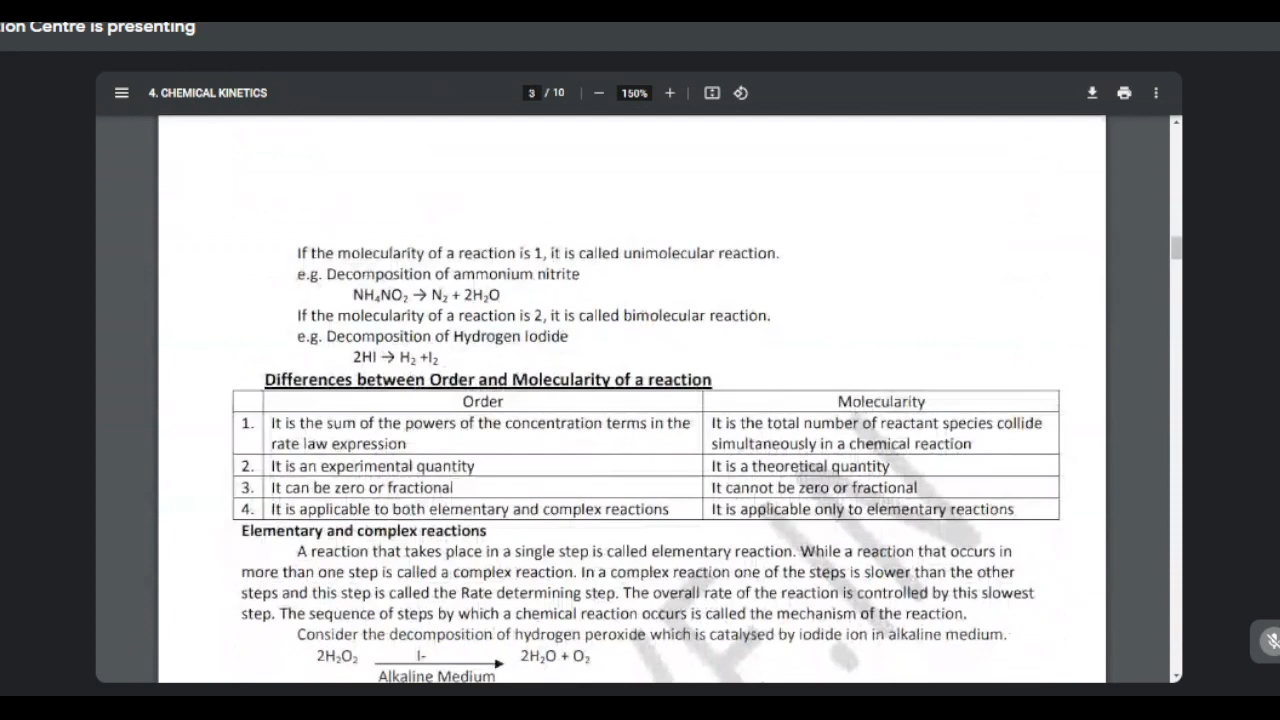 ion Centre is presenting
4. CHEMICAL KINETICS
3 / 10
150%
If the molecularity of a reaction is 1, it is called unimolecular reaction.
e.g. Decomposition of ammonium nitrite
NH₄NO₂ → N₂ + 2H₂O
If the molecularity of a reaction is 2, it is called bimolecular reaction.
e.g. Decomposition of Hydrogen Iodide
2HI → H₂ +I₂
Differences between Order and Molecularity of a reaction
Order Molecularity
1. It is the sum of the powers of the concentration terms in the rate law expression
It is the total number of reactant species collide simultaneously in a chemical reaction
2. It is an experimental quantity It is a theoretical quantity
3. It can be zero or fractional It cannot be zero or fractional
4. It is applicable to both elementary and complex reactions It is applicable only to elementary reactions
Elementary and complex reactions
A reaction that takes place in a single step is called elementary reaction. While a reaction that occurs in
more than one step is called a complex reaction. In a complex reaction one of the steps is slower than the other
steps and this step is called the Rate determining step. The overall rate of the reaction is controlled by this slowest
step. The sequence of steps by which a chemical reaction occurs is called the mechanism of the reaction.
Consider the decomposition of hydrogen peroxide which is catalysed by iodide ion in alkaline medium.
2H₂O₂ I- 2H₂O + O₂
Alkaline Medium